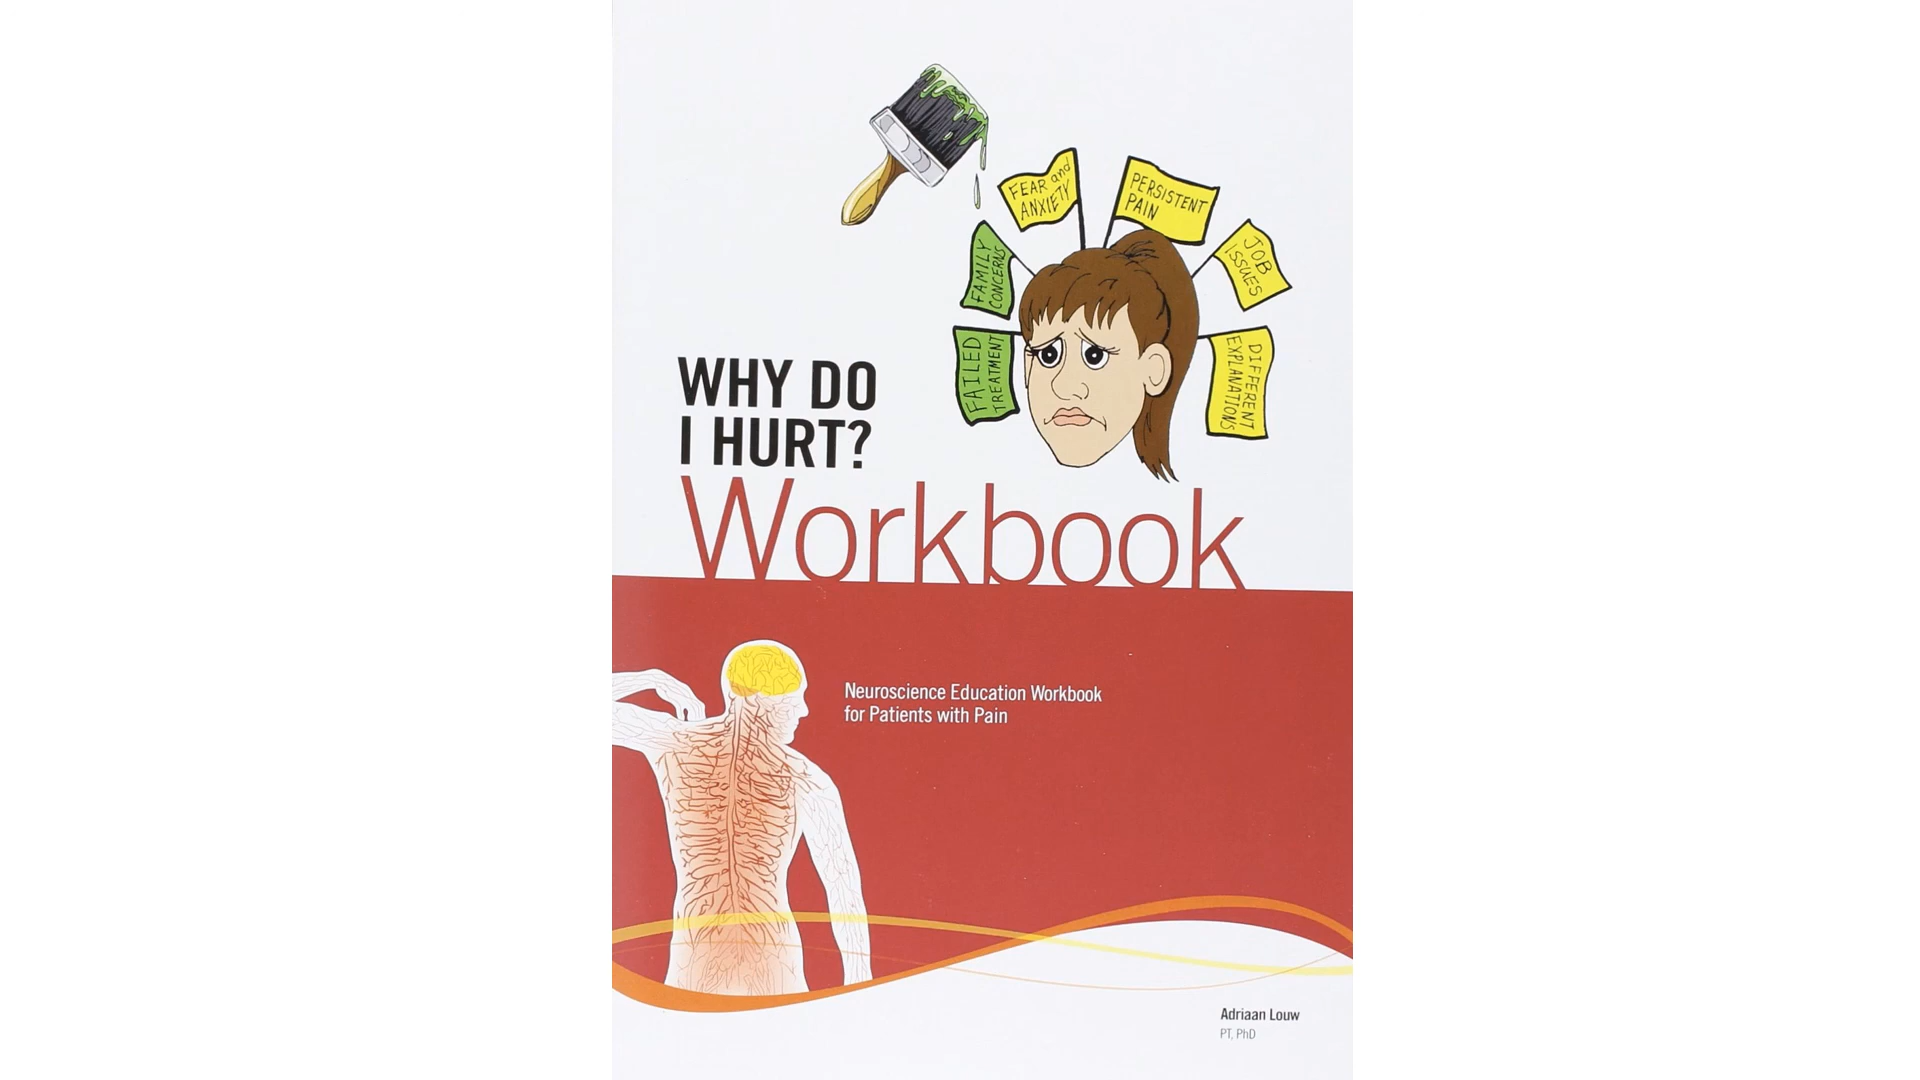 FEAR and
ANXIETY
PERSISTENT
PAIN
FAMILY
CONCERNS
JOB
ISSUES
FAILED
TREATMENT
DIFFERENT
EXPLANATIONS
WHY DO
I HURT?
Workbook
Neuroscience Education Workbook
for Patients with Pain
Adriaan Louw
PT, PhD